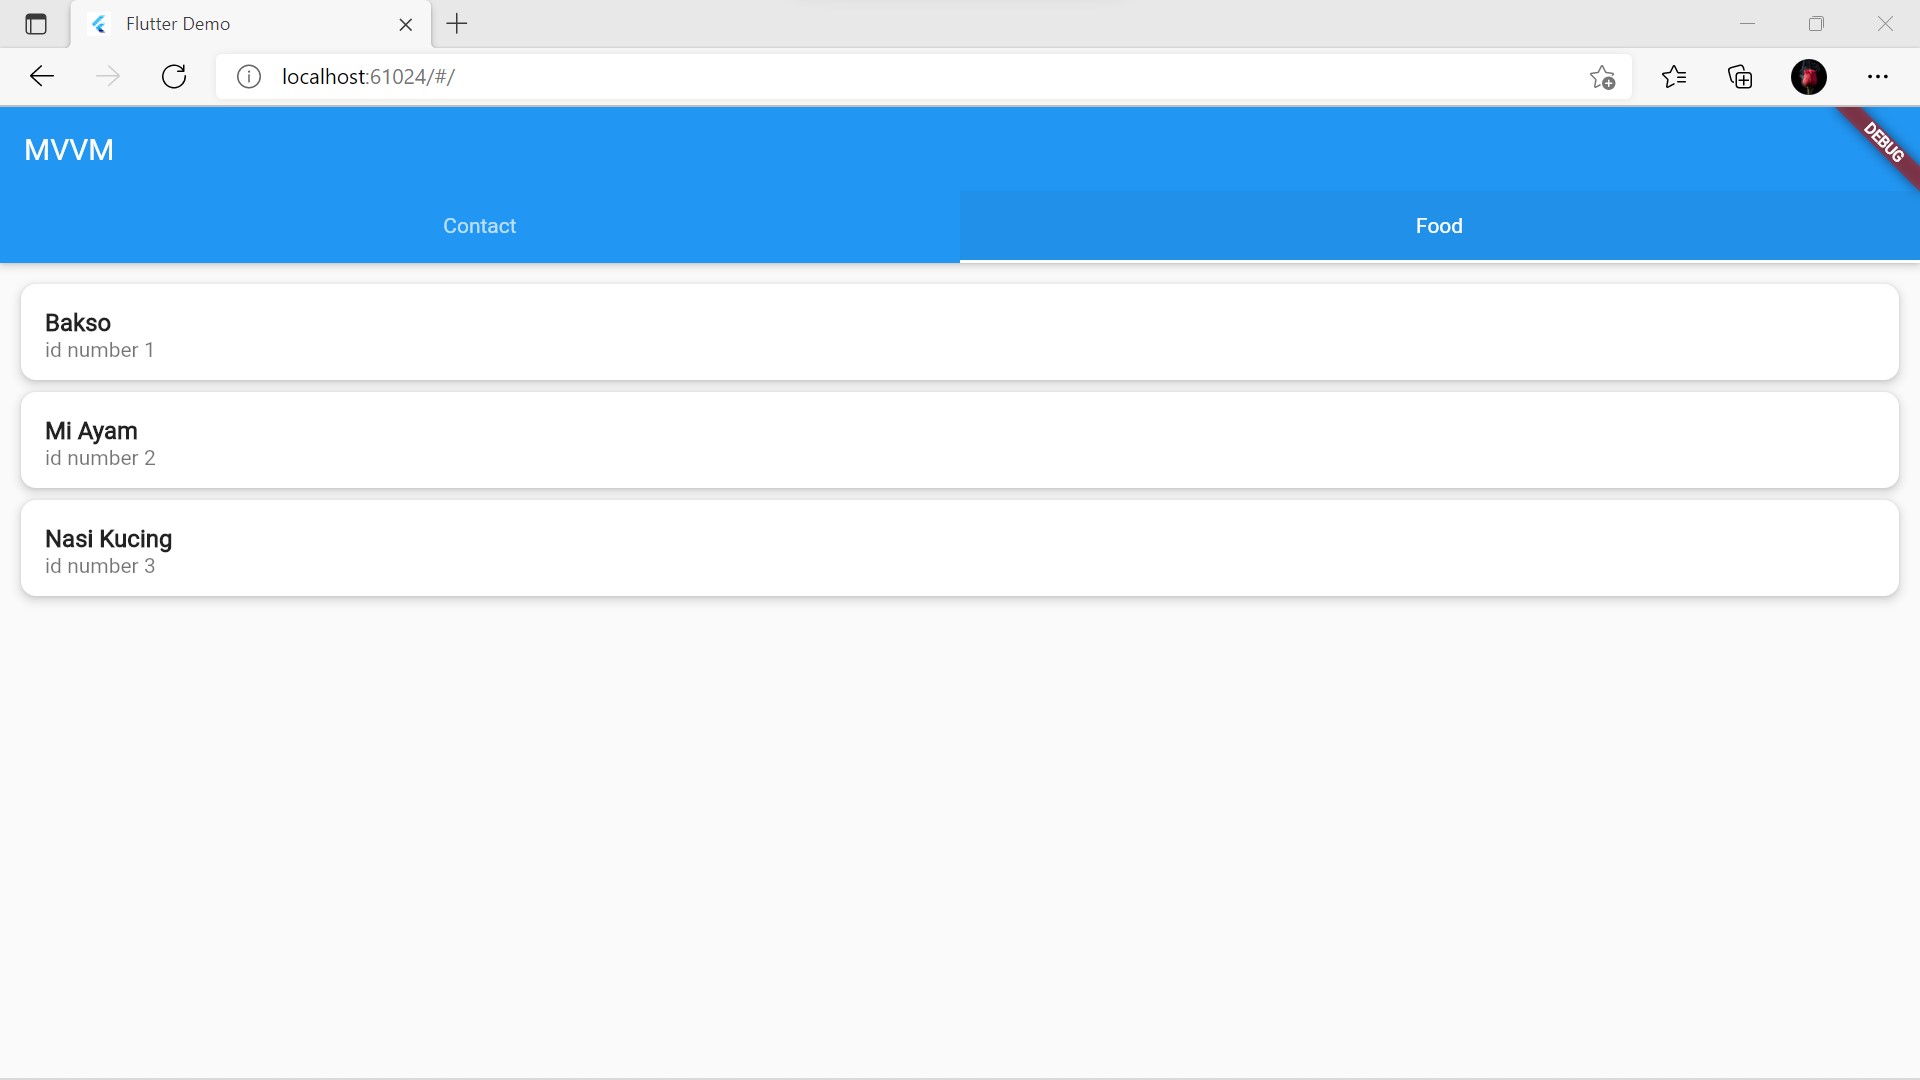 Flutter Demo
localhost:61024/#/
MVVM
DEBUG
Contact
Food
Bakso
id number 1
Mi Ayam
id number 2
Nasi Kucing
id number 3